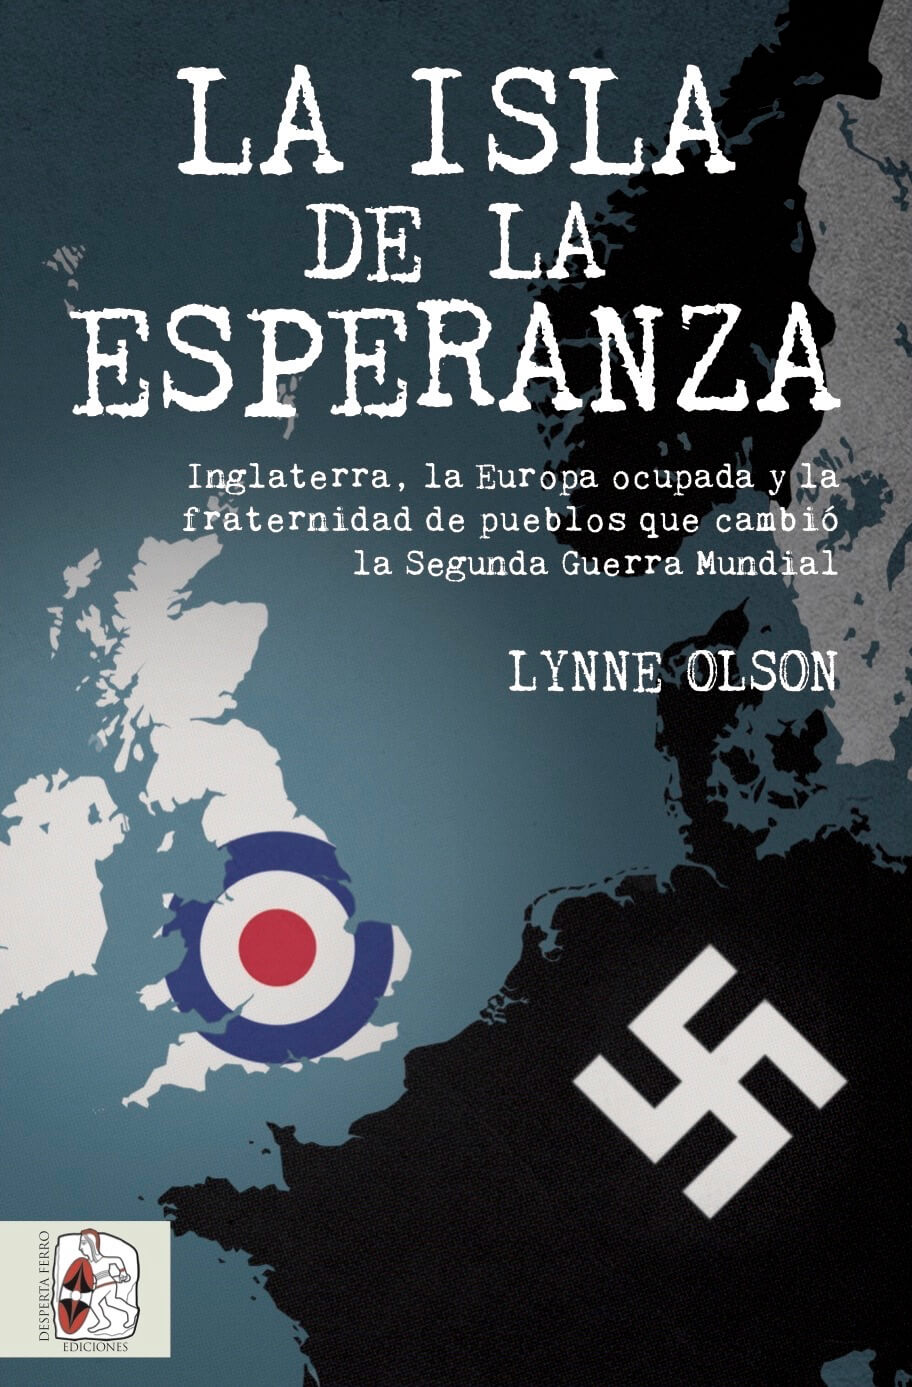 LA ISLA
DE LA
ESPERANZA
Inglaterra, la Europa ocupada y la
fraternidad de pueblos que cambió
la Segunda Guerra Mundial
LYNNE OLSON
DESPERTA FERRO
EDICIONES